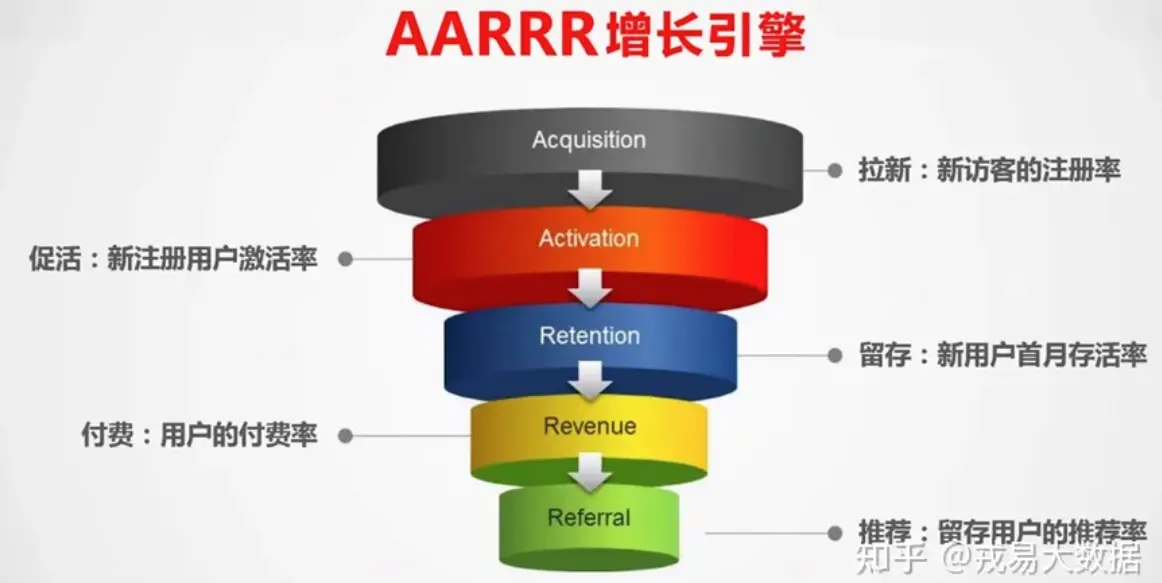 AARRR增长引擎
Acquisition
拉新：新访客的注册率
Activation
促活：新注册用户激活率
Retention
留存：新用户首月存活率
Revenue
付费：用户的付费率
Referral
推荐：留存用户的推荐率
知乎 @戎易大数据